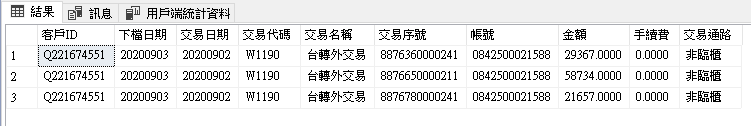 結果 訊息 用戶端統計資料
客戶ID 下檔日期 交易日期 交易代碼 交易名稱 交易序號 帳號 金額 手續費 交易通路
1 Q221674551 20200903 20200902 W1190 台轉外交易 8876360000241 0842500021588 29367.0000 0.0000 非臨櫃
2 Q221674551 20200903 20200902 W1190 台轉外交易 8876650000211 0842500021588 58734.0000 0.0000 非臨櫃
3 Q221674551 20200903 20200902 W1190 台轉外交易 8876780000241 0842500021588 21657.0000 0.0000 非臨櫃